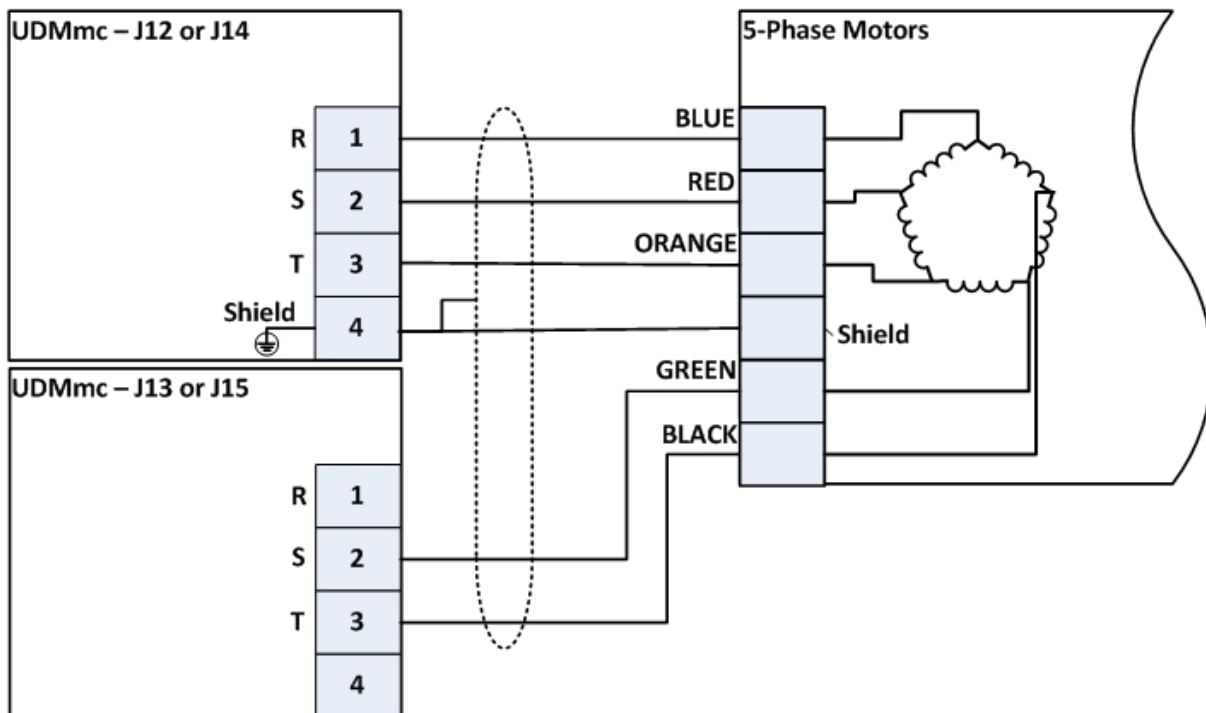 UDMmc – J12 or J14
5-Phase Motors
R 1 BLUE
S 2 RED
T 3 ORANGE
Shield 4 Shield
UDMmc – J13 or J15
GREEN
BLACK
R 1
S 2
T 3
4